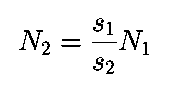 N_2 = \frac{s_1}{s_2} N_1